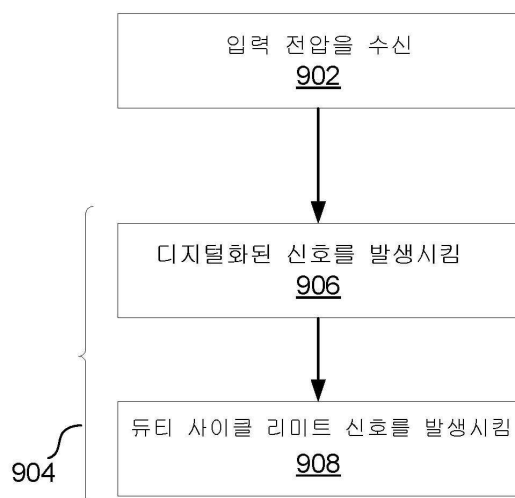 입력 전압을 수신
902
디지털화된 신호를 발생시킴
906
듀티 사이클 리미트 신호를 발생시킴
908
904